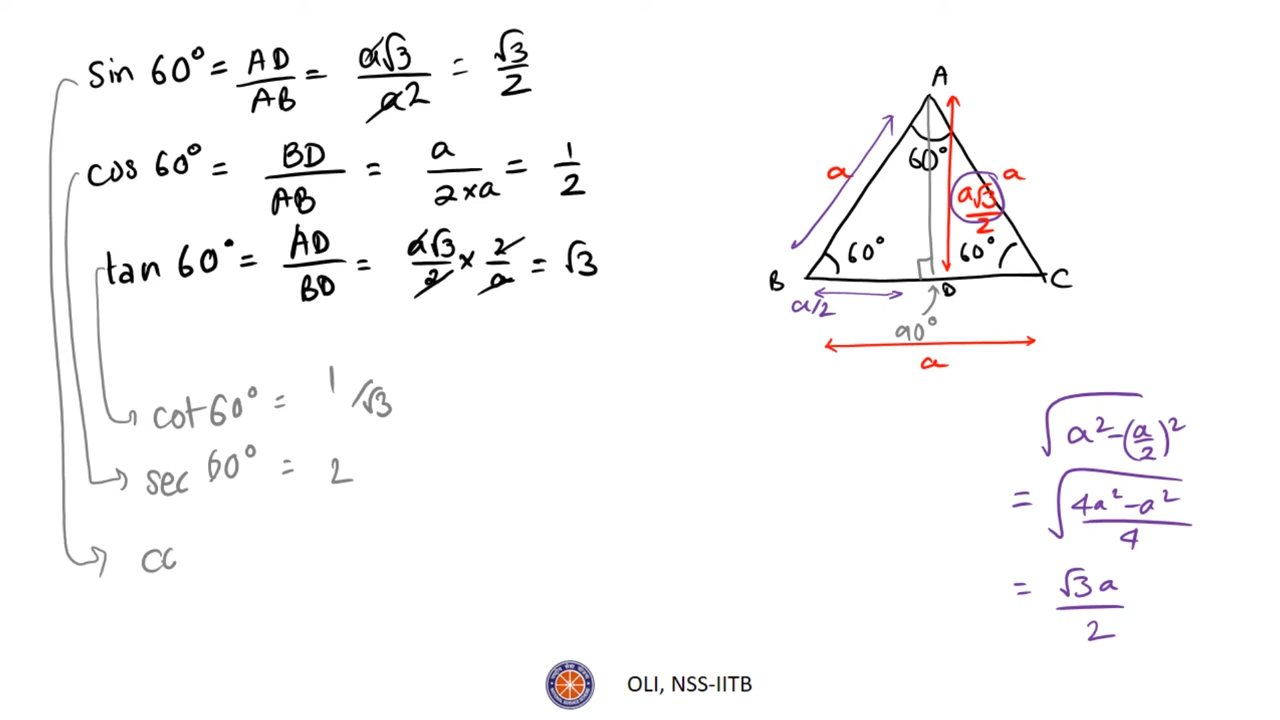 sin 60° = AD/AB = a√3/a2 = √3/2
cos 60° = BD/AB = a/2×a = 1/2
tan 60° = AD/BD = a√3/2 × 2/a = √3
cot 60° = 1/√3
sec 60° = 2
co
A
60°
a
a
a√3/2
60°
60°
B
D
C
a/2
90°
a
√a²-(a/2)²
= √4a²-a²/4
= √3a/2
OLI, NSS-IITB